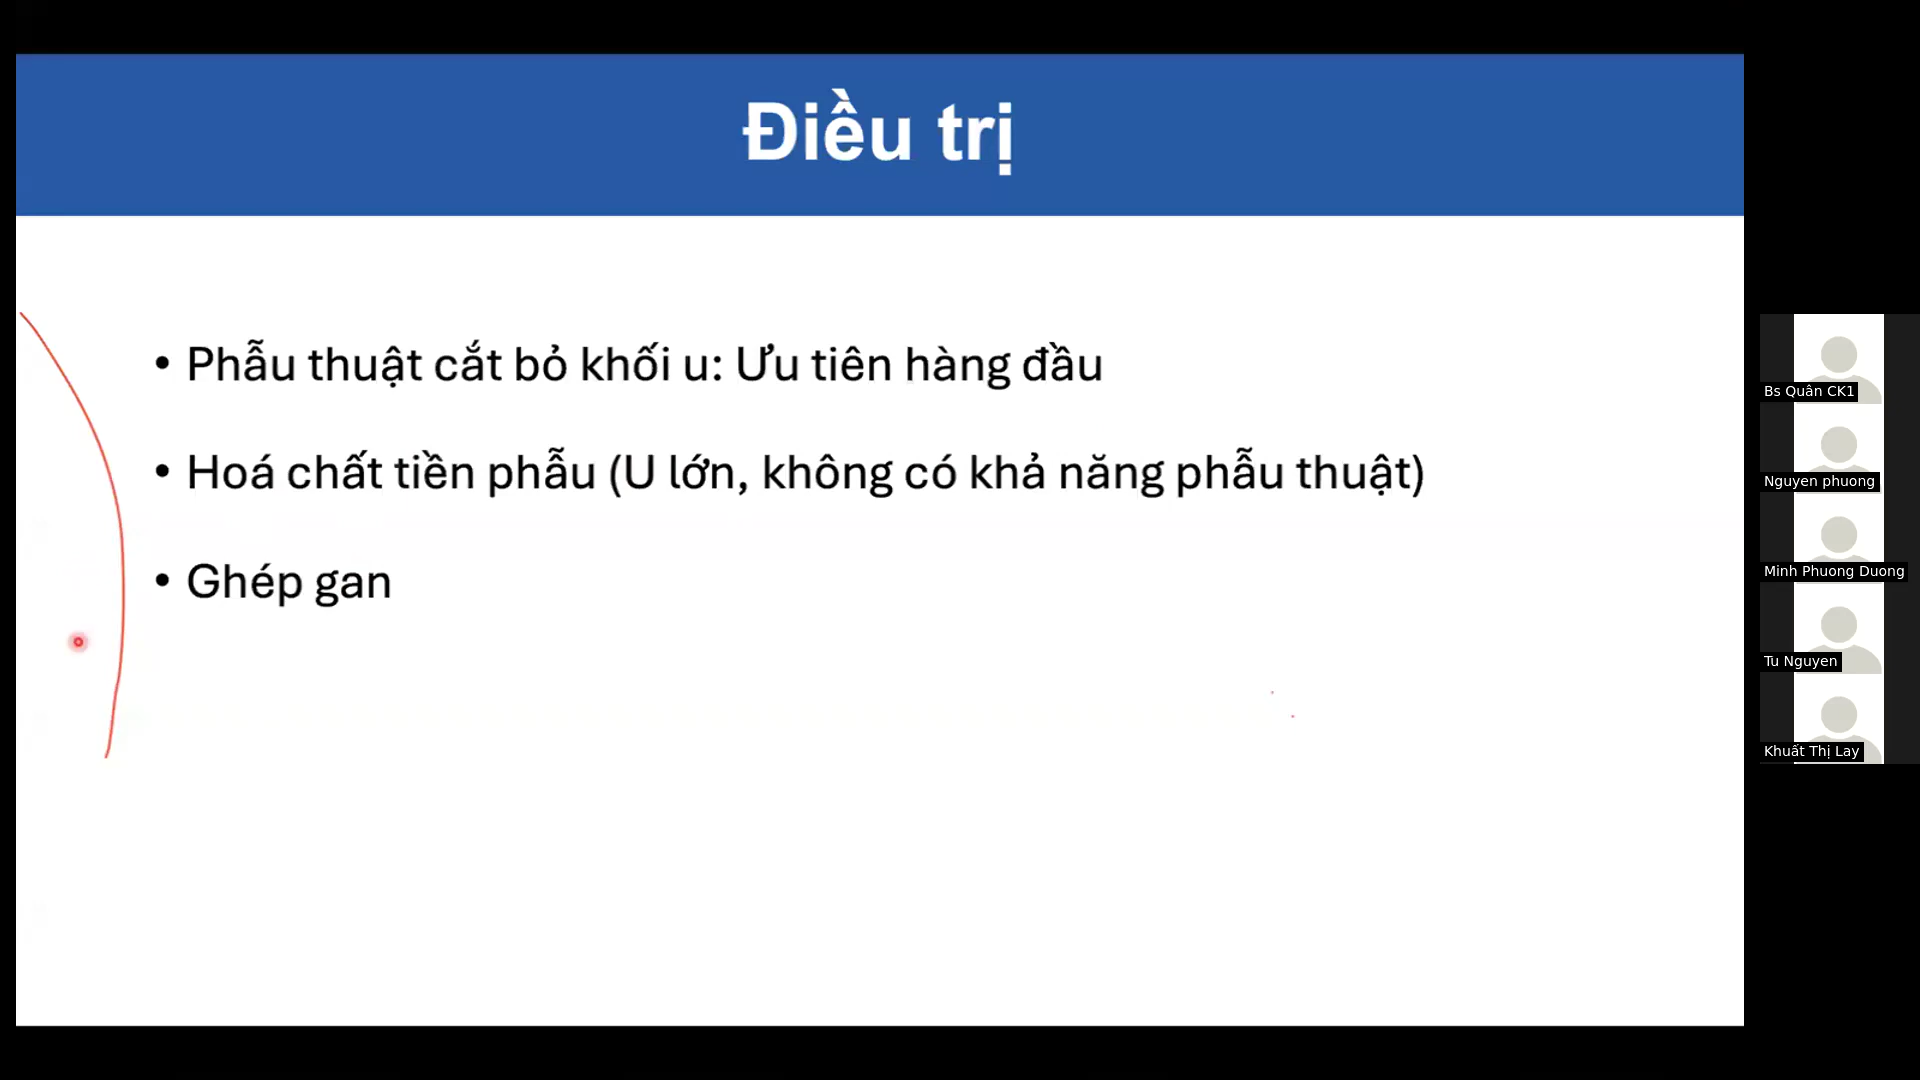 Điều trị
• Phẫu thuật cắt bỏ khối u: Ưu tiên hàng đầu
• Hoá chất tiền phẫu (U lớn, không có khả năng phẫu thuật)
• Ghép gan
Bs Quân CK1
Nguyen phuong
Minh Phuong Duong
Tu Nguyen
Khuất Thị Lay